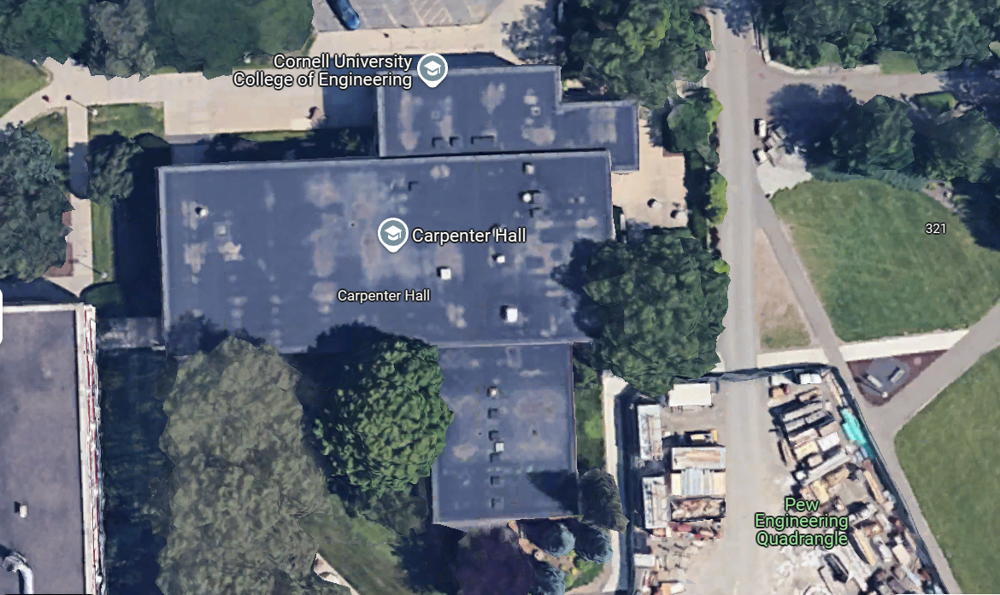 Cornell University
College of Engineering
Carpenter Hall
321
Carpenter Hall
Pew
Engineering
Quadrangle